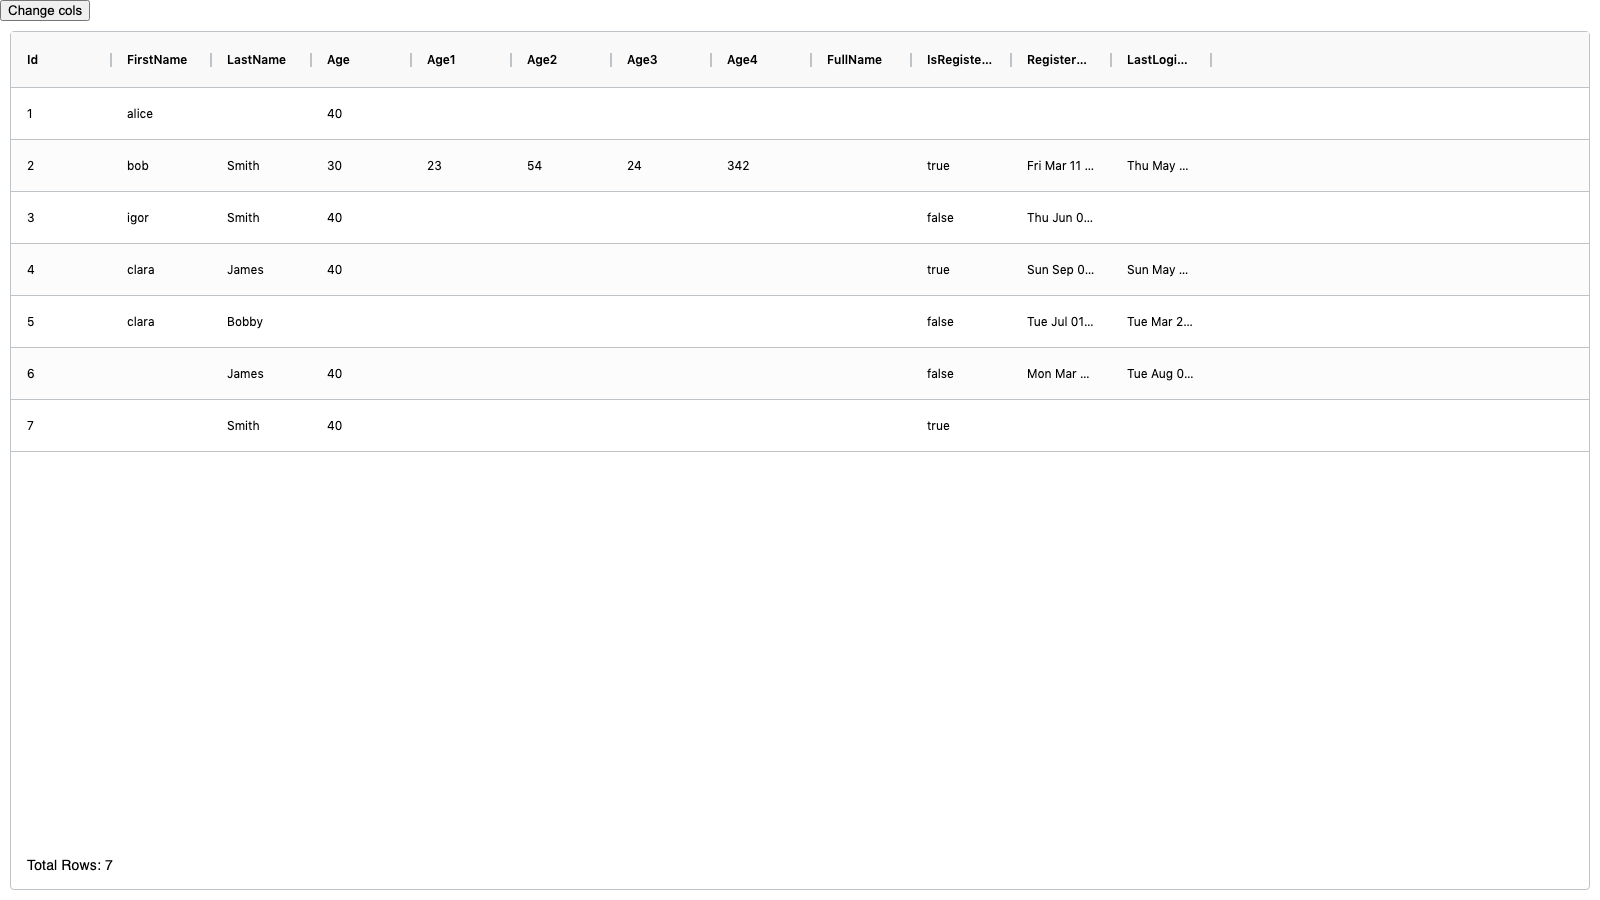 Change cols
Id FirstName LastName Age Age1 Age2 Age3 Age4 FullName IsRegiste... Register... LastLogi...
1 alice 40
2 bob Smith 30 23 54 24 342 true Fri Mar 11 ... Thu May ...
3 igor Smith 40 false Thu Jun 0...
4 clara James 40 true Sun Sep 0... Sun May ...
5 clara Bobby false Tue Jul 01... Tue Mar 2...
6 James 40 false Mon Mar ... Tue Aug 0...
7 Smith 40 true
Total Rows: 7